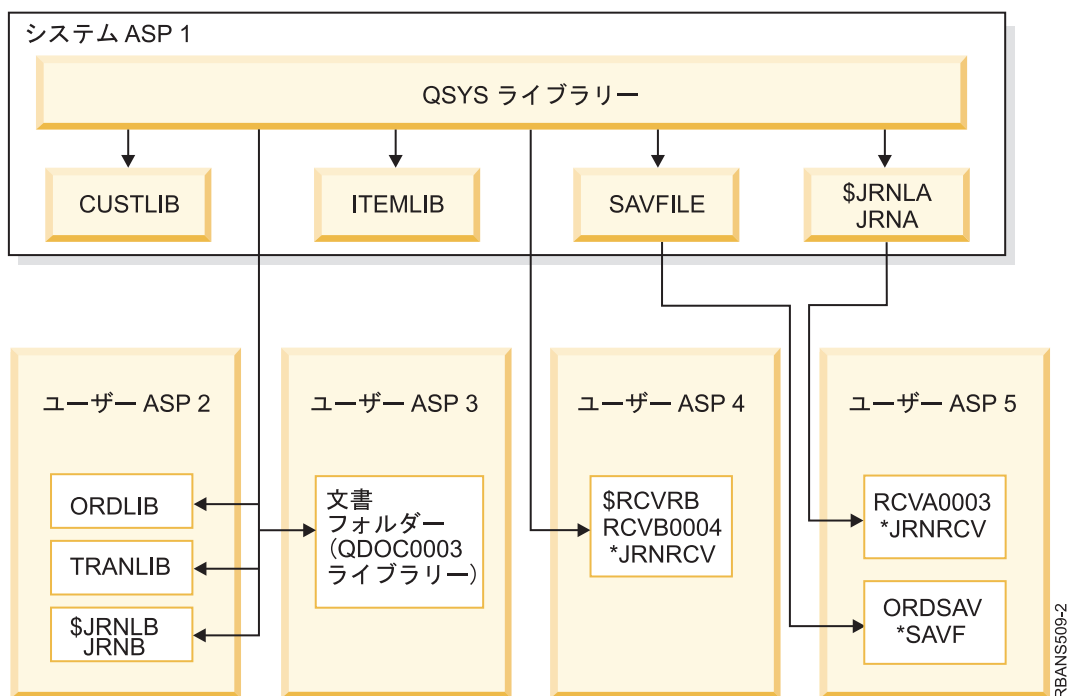 システム ASP 1
QSYS ライブラリー
CUSTLIB
ITEMLIB
SAVFILE
$JRNLA
JRNA
ユーザー ASP 2
ORDLIB
TRANLIB
$JRNLB
JRNB
ユーザー ASP 3
文書
フォルダー
(QDOC0003
ライブラリー)
ユーザー ASP 4
$RCVRB
RCVB0004
*JRNRCV
ユーザー ASP 5
RCVA0003
*JRNRCV
ORDSAV
*SAVF
RBANS509-2